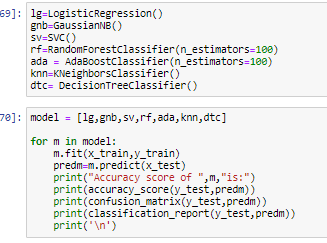 69]: lg=LogisticRegression()
gnb=GaussianNB()
sv=SVC()
rf=RandomForestClassifier(n_estimators=100)
ada = AdaBoostClassifier(n_estimators=100)
knn=KNeighborsClassifier()
dtc= DecisionTreeClassifier()
70]: model = [lg,gnb,sv,rf,ada,knn,dtc]
for m in model:
    m.fit(x_train,y_train)
    predm=m.predict(x_test)
    print("Accuracy score of ",m,"is:")
    print(accuracy_score(y_test,predm))
    print(confusion_matrix(y_test,predm))
    print(classification_report(y_test,predm))
    print('\n')